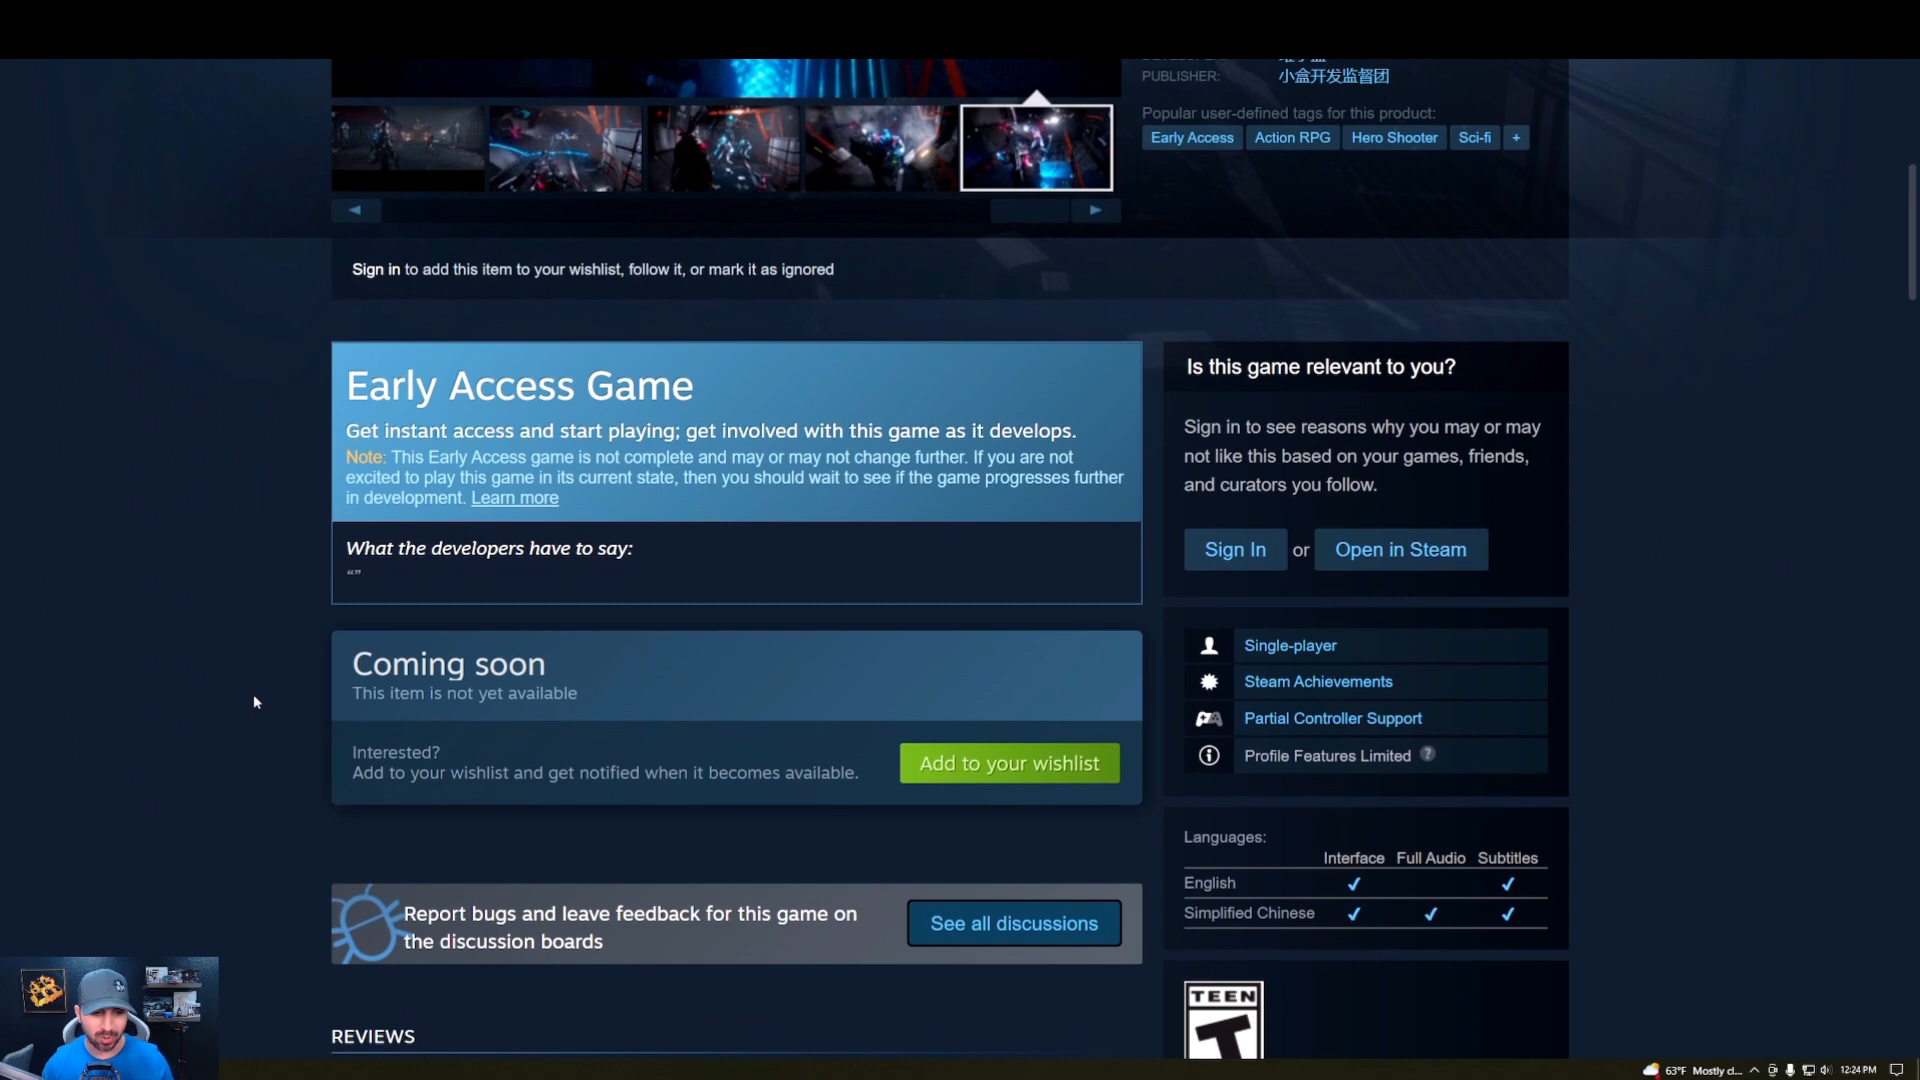 PUBLISHER: 小盒开发监督团
Popular user-defined tags for this product:
Early Access Action RPG Hero Shooter Sci-fi +
Sign in to add this item to your wishlist, follow it, or mark it as ignored
Early Access Game
Get instant access and start playing; get involved with this game as it develops.
Note: This Early Access game is not complete and may or may not change further. If you are not
excited to play this game in its current state, then you should wait to see if the game progresses further
in development. Learn more
What the developers have to say:
“”
Coming soon
This item is not yet available
Interested?
Add to your wishlist and get notified when it becomes available.
Add to your wishlist
Report bugs and leave feedback for this game on
the discussion boards
See all discussions
REVIEWS
Is this game relevant to you?
Sign in to see reasons why you may or may
not like this based on your games, friends,
and curators you follow.
Sign In or Open in Steam
Single-player
Steam Achievements
Partial Controller Support
Profile Features Limited ?
Languages:
Interface Full Audio Subtitles
English ✔ ✔
Simplified Chinese ✔ ✔ ✔
TEEN
T
63°F Mostly cl... 12:24 PM